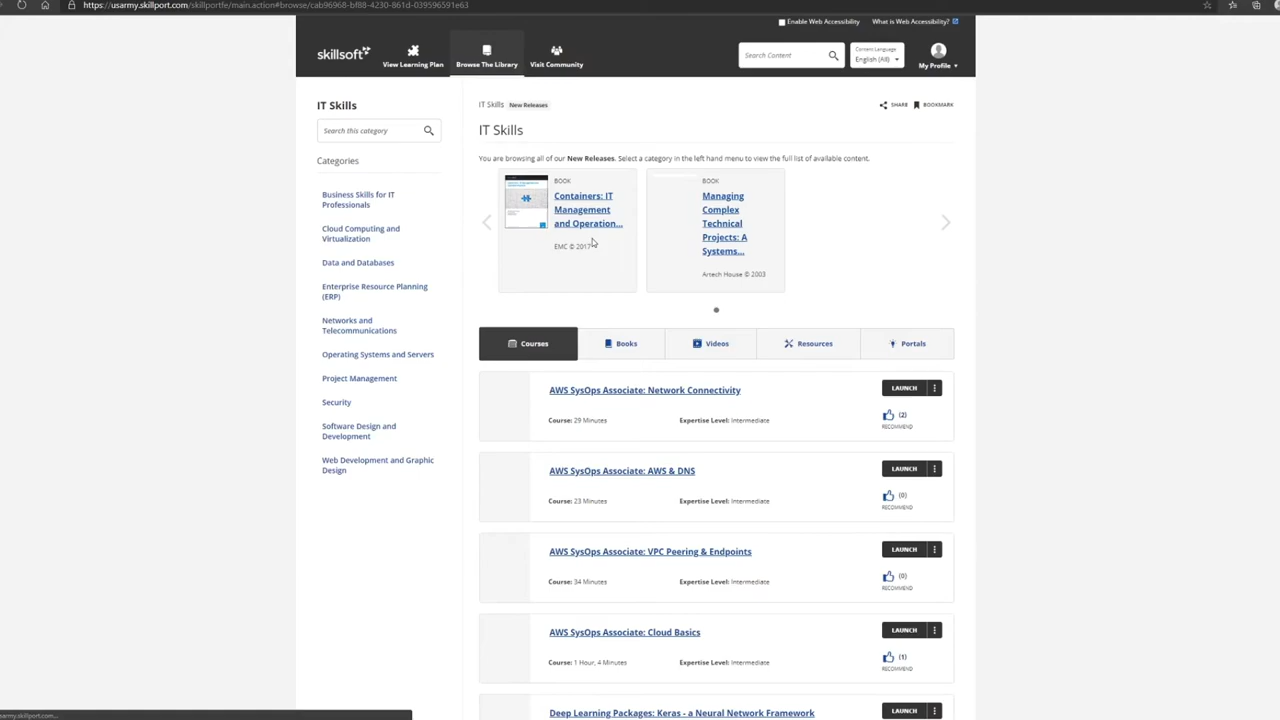 https://usarmy.skillport.com/skillportfe/main.action#browse/cab96968-bf88-4230-861d-039596591e63
Enable Web Accessibility
What is Web Accessibility?
skillsoft
View Learning Plan
Browse The Library
Visit Community
Search Content
Content Language
English (All)
My Profile
IT Skills
Search this category
Categories
Business Skills for IT
Professionals
Cloud Computing and
Virtualization
Data and Databases
Enterprise Resource Planning
(ERP)
Networks and
Telecommunications
Operating Systems and Servers
Project Management
Security
Software Design and
Development
Web Development and Graphic
Design
IT Skills New Releases
SHARE
BOOKMARK
IT Skills
You are browsing all of our New Releases. Select a category in the left hand menu to view the full list of available content.
BOOK
Containers: IT
Management
and Operation...
EMC © 2017
BOOK
Managing
Complex
Technical
Projects: A
Systems...
Artech House © 2003
Courses
Books
Videos
Resources
Portals
AWS SysOps Associate: Network Connectivity
LAUNCH
Course: 29 Minutes
Expertise Level: Intermediate
(2)
RECOMMEND
AWS SysOps Associate: AWS & DNS
LAUNCH
Course: 23 Minutes
Expertise Level: Intermediate
(0)
RECOMMEND
AWS SysOps Associate: VPC Peering & Endpoints
LAUNCH
Course: 34 Minutes
Expertise Level: Intermediate
(0)
RECOMMEND
AWS SysOps Associate: Cloud Basics
LAUNCH
Course: 1 Hour, 4 Minutes
Expertise Level: Intermediate
(1)
RECOMMEND
Deep Learning Packages: Keras - a Neural Network Framework
LAUNCH
sarmy.skillport.com...